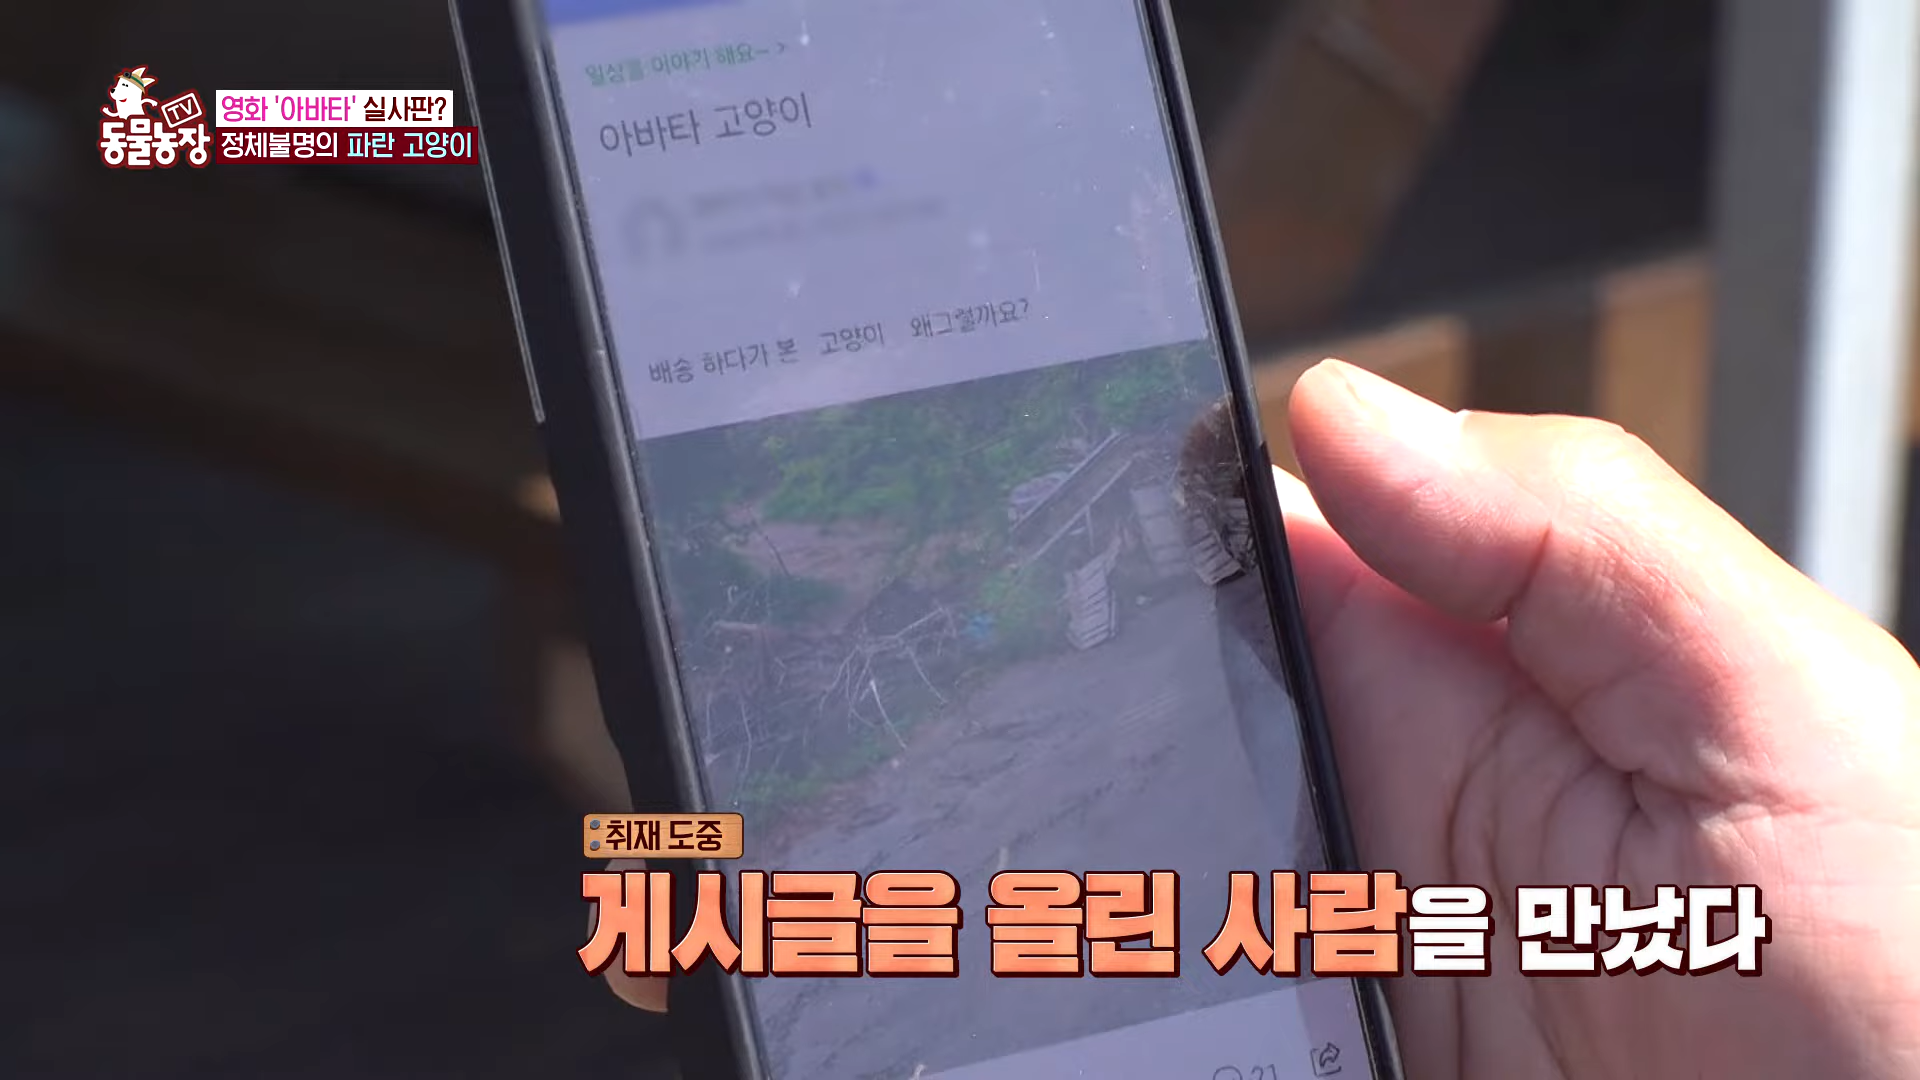 TV
동물농장
영화 '아바타' 실사판?
정체불명의 파란 고양이
일상을 이야기 해요~ >
아바타 고양이
배송 하다가 본 고양이 왜그럴까요?
취재 도중
게시글을 올린 사람을 만났다
21